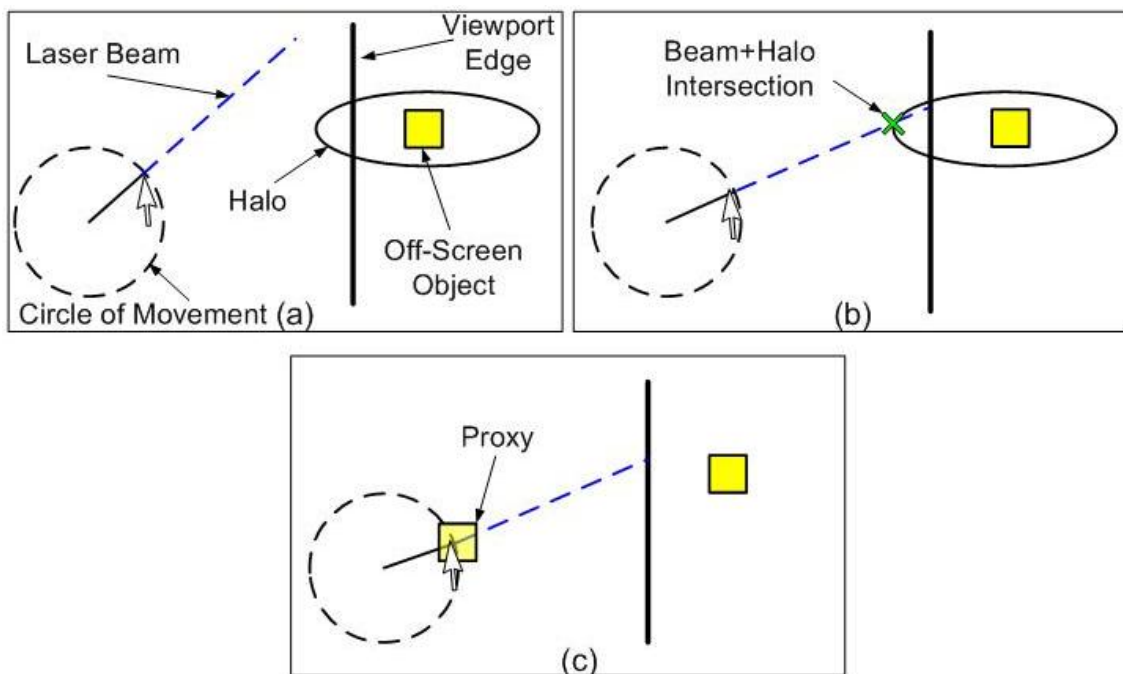 Laser Beam
Viewport
Edge
Halo
Off-Screen
Object
Circle of Movement (a)
Beam+Halo
Intersection
(b)
Proxy
(c)